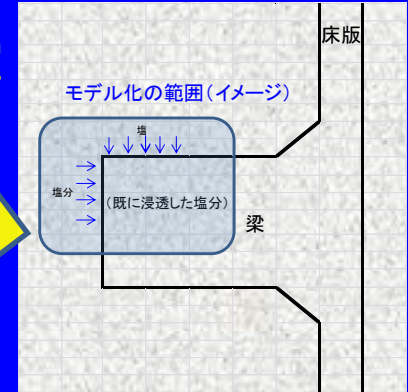 床版
モデル化の範囲(イメージ)
塩
塩分
(既に浸透した塩分)
梁